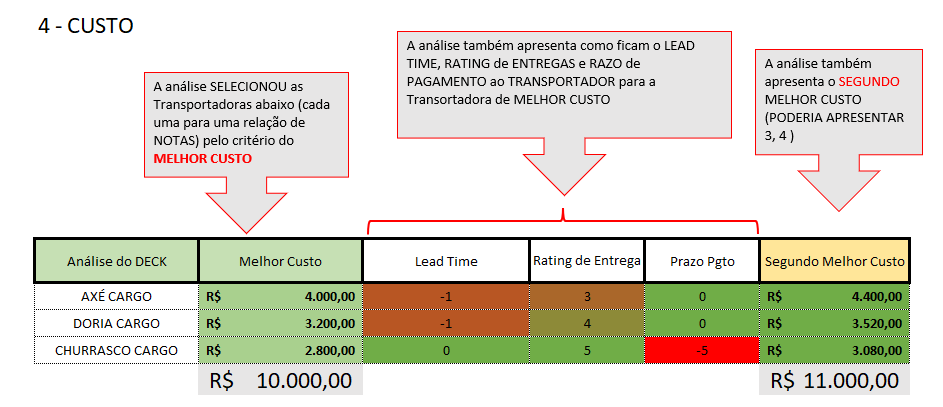 4 - CUSTO
A análise SELECIONOU as
Transportadoras abaixo (cada
uma para uma relação de
NOTAS) pelo critério do
MELHOR CUSTO
A análise também apresenta como ficam o LEAD
TIME, RATING de ENTREGAS e RAZO de
PAGAMENTO ao TRANSPORTADOR para a
Transortadora de MELHOR CUSTO
A análise também
apresenta o SEGUNDO
MELHOR CUSTO
(PODERIA APRESENTAR
3, 4 )
Análise do DECK Melhor Custo Lead Time Rating de Entrega Prazo Pgto Segundo Melhor Custo
AXÉ CARGO R$ 4.000,00 -1 3 0 R$ 4.400,00
DORIA CARGO R$ 3.200,00 -1 4 0 R$ 3.520,00
CHURRASCO CARGO R$ 2.800,00 0 5 -5 R$ 3.080,00
R$ 10.000,00 R$ 11.000,00